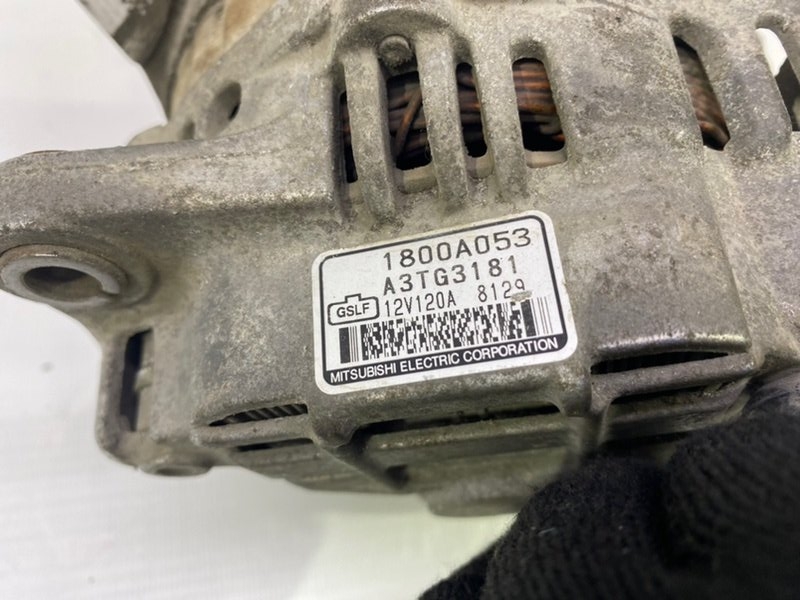 1800A053
A3TG3181
GSLF 12V120A 8129
MITSUBISHI ELECTRIC CORPORATION